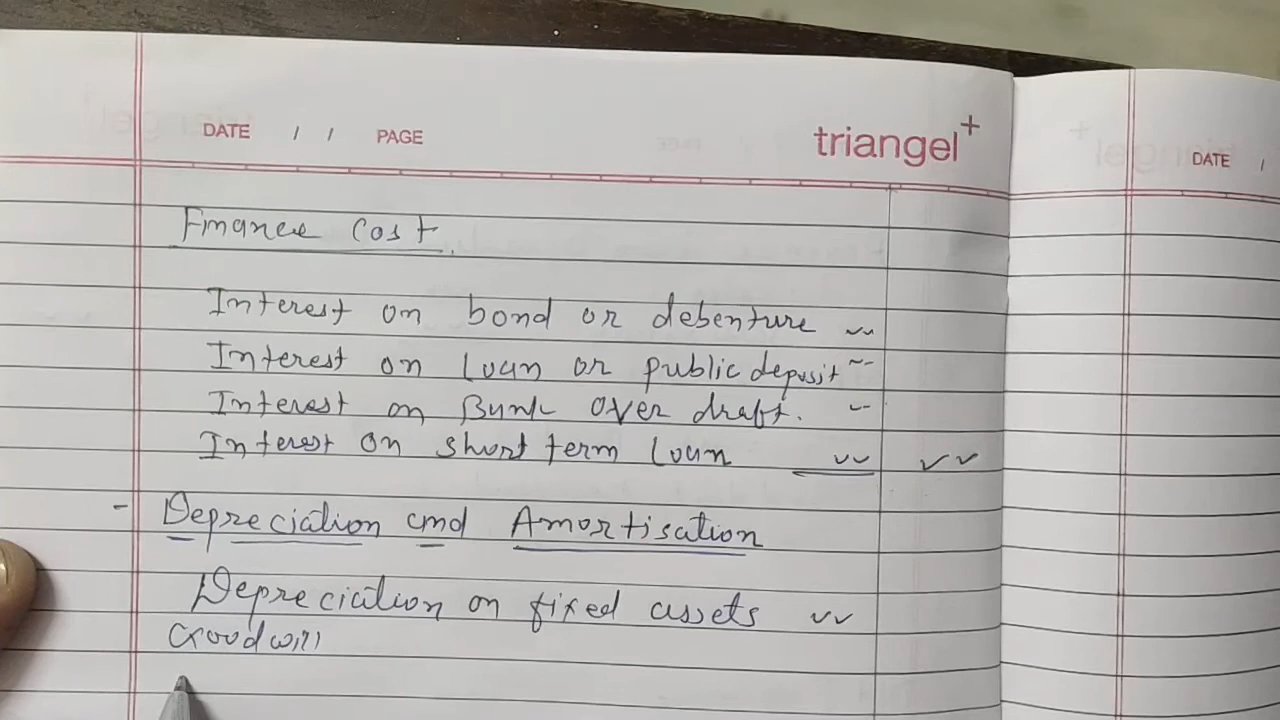 DATE / / PAGE triangel+
DATE /
Finance Cost.
Interest on bond or debenture
Interest on Loan or public deposit
Interest on Bank Over draft.
Interest on short term Loan
- Depreciation and Amortisation
Depreciation on fixed assets
Goodwill